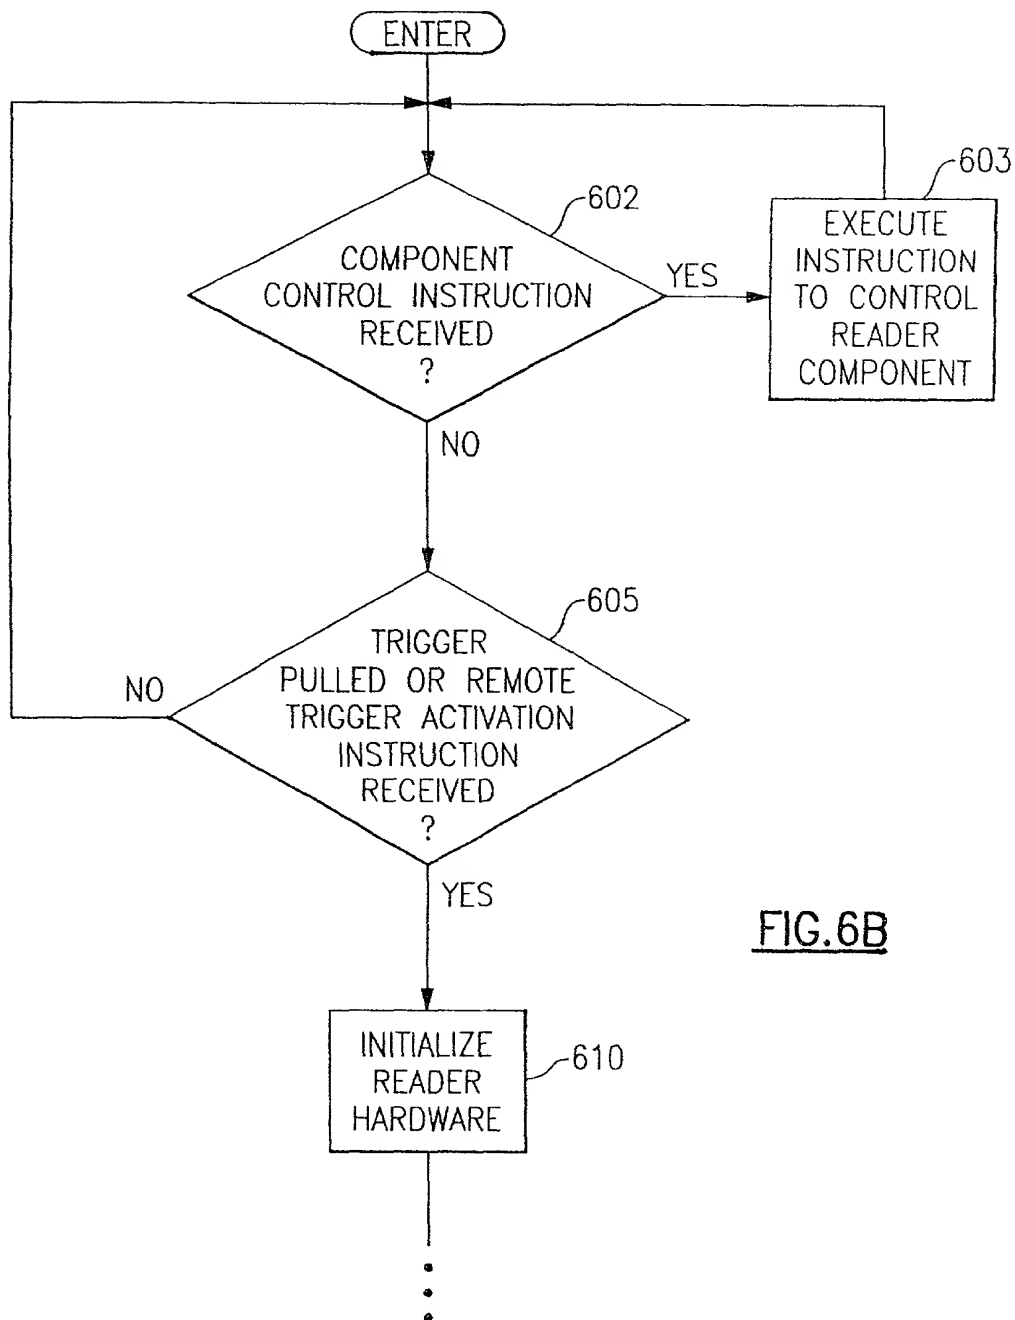 ENTER
602
COMPONENT
CONTROL INSTRUCTION
RECEIVED
?
YES
603
EXECUTE
INSTRUCTION
TO CONTROL
READER
COMPONENT
NO
605
TRIGGER
PULLED OR REMOTE
TRIGGER ACTIVATION
INSTRUCTION
RECEIVED
?
NO
YES
FIG.6B
INITIALIZE
READER
HARDWARE
610